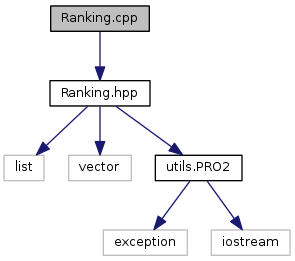 Ranking.cpp
Ranking.hpp
list
vector
utils.PRO2
exception
iostream